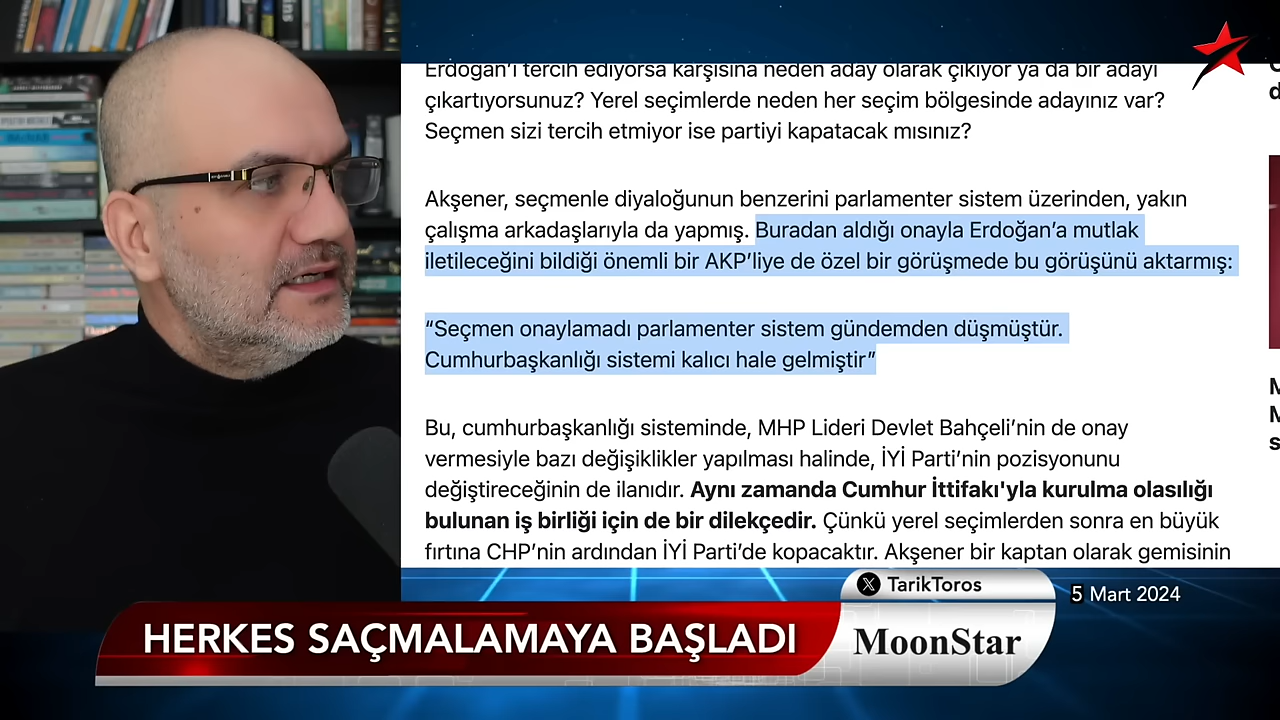 Erdoğan’ı tercih ediyorsa karşısına neden aday olarak çıkıyor ya da bir adayı
çıkartıyorsunuz? Yerel seçimlerde neden her seçim bölgesinde adayınız var?
Seçmen sizi tercih etmiyor ise partiyi kapatacak mısınız?
Akşener, seçmenle diyaloğunun benzerini parlamenter sistem üzerinden, yakın
çalışma arkadaşlarıyla da yapmış. Buradan aldığı onayla Erdoğan’a mutlak
iletileceğini bildiği önemli bir AKP’liye de özel bir görüşmede bu görüşünü aktarmış:
“Seçmen onaylamadı parlamenter sistem gündemden düşmüştür.
Cumhurbaşkanlığı sistemi kalıcı hale gelmiştir”
Bu, cumhurbaşkanlığı sisteminde, MHP Lideri Devlet Bahçeli’nin de onay
vermesiyle bazı değişiklikler yapılması halinde, İYİ Parti’nin pozisyonunu
değiştireceğinin de ilanıdır. Aynı zamanda Cumhur İttifakı'yla kurulma olasılığı
bulunan iş birliği için de bir dilekçedir. Çünkü yerel seçimlerden sonra en büyük
fırtına CHP’nin ardından İYİ Parti’de kopacaktır. Akşener bir kaptan olarak gemisinin
TarikToros
5 Mart 2024
HERKES SAÇMALAMAYA BAŞLADI
MoonStar